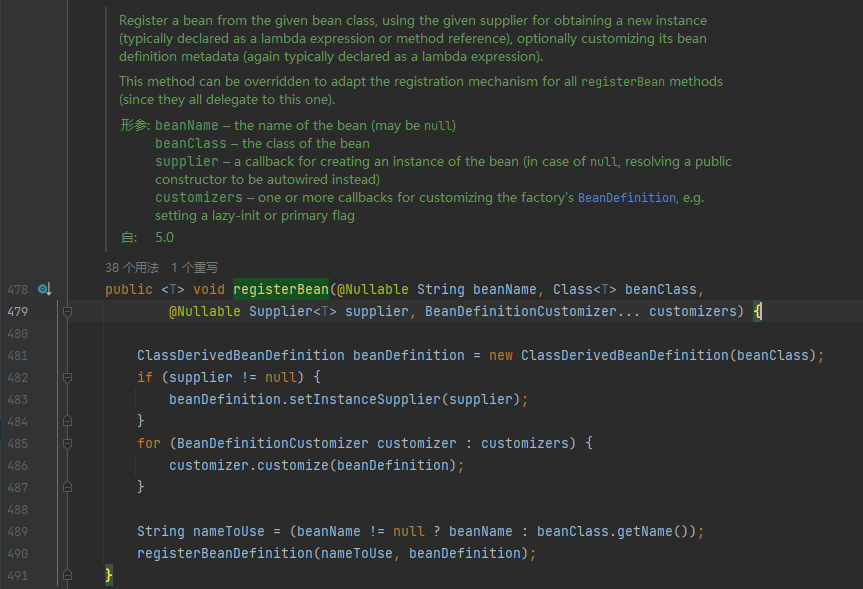 Register a bean from the given bean class, using the given supplier for obtaining a new instance
(typically declared as a lambda expression or method reference), optionally customizing its bean
definition metadata (again typically declared as a lambda expression).
This method can be overridden to adapt the registration mechanism for all registerBean methods
(since they all delegate to this one).
形参: beanName – the name of the bean (may be null)
beanClass – the class of the bean
supplier – a callback for creating an instance of the bean (in case of null, resolving a public
constructor to be autowired instead)
customizers – one or more callbacks for customizing the factory's BeanDefinition, e.g.
setting a lazy-init or primary flag
自: 5.0
38 个用法 1 个重写
478 public <T> void registerBean(@Nullable String beanName, Class<T> beanClass,
479 @Nullable Supplier<T> supplier, BeanDefinitionCustomizer... customizers) {
480
481 ClassDerivedBeanDefinition beanDefinition = new ClassDerivedBeanDefinition(beanClass);
482 if (supplier != null) {
483 beanDefinition.setInstanceSupplier(supplier);
484 }
485 for (BeanDefinitionCustomizer customizer : customizers) {
486 customizer.customize(beanDefinition);
487 }
488
489 String nameToUse = (beanName != null ? beanName : beanClass.getName());
490 registerBeanDefinition(nameToUse, beanDefinition);
491 }